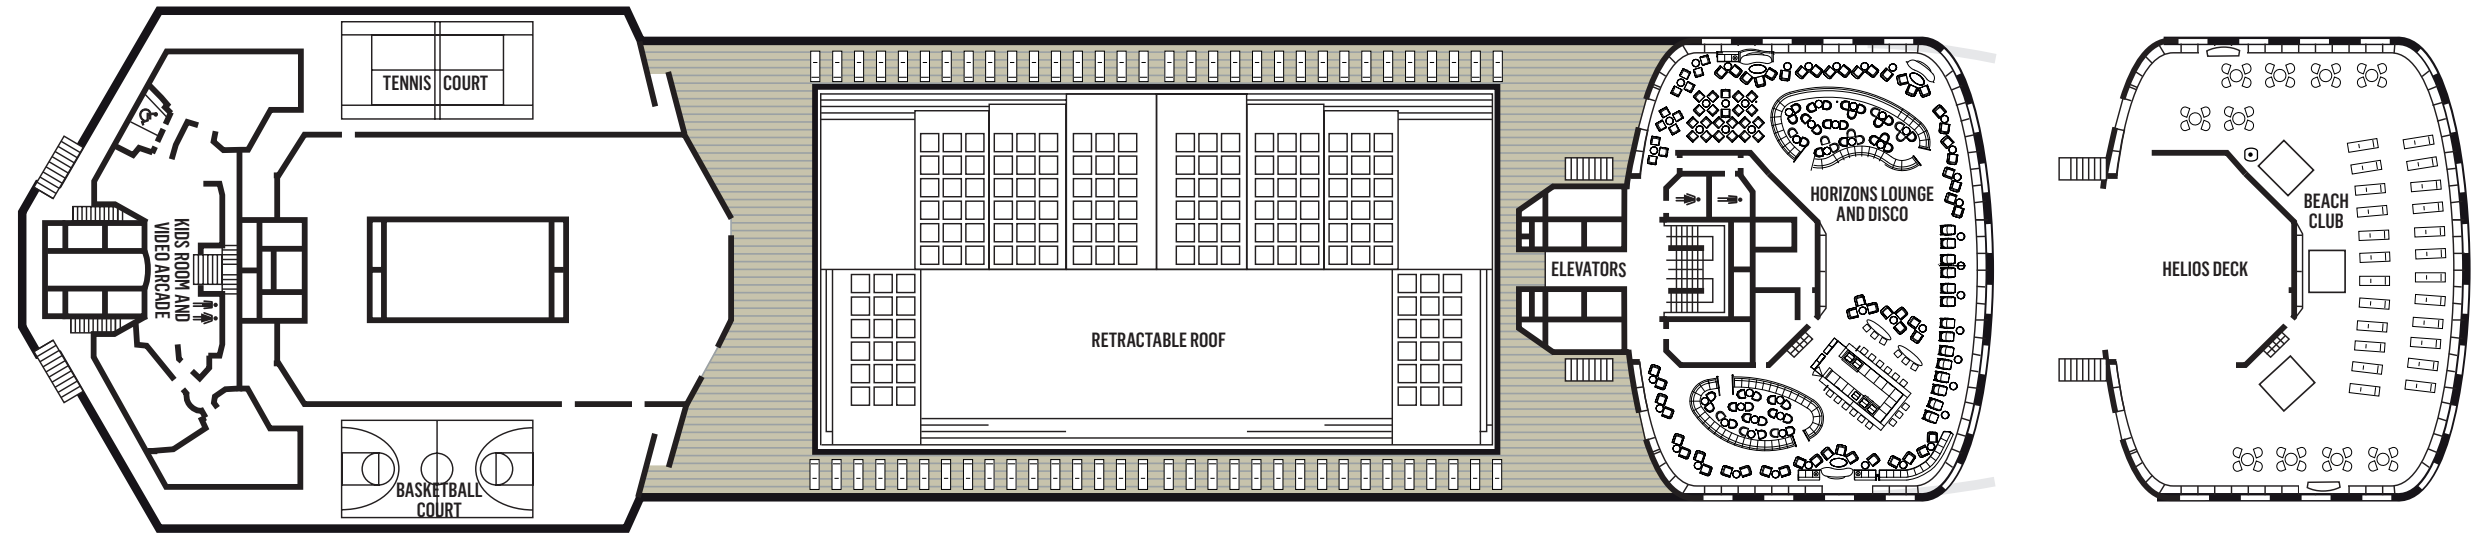 TENNIS COURT
KIDS ROOM AND
VIDEO ARCADE
BASKETBALL
COURT
RETRACTABLE ROOF
ELEVATORS
HORIZONS LOUNGE
AND DISCO
HELIOS DECK
BEACH
CLUB